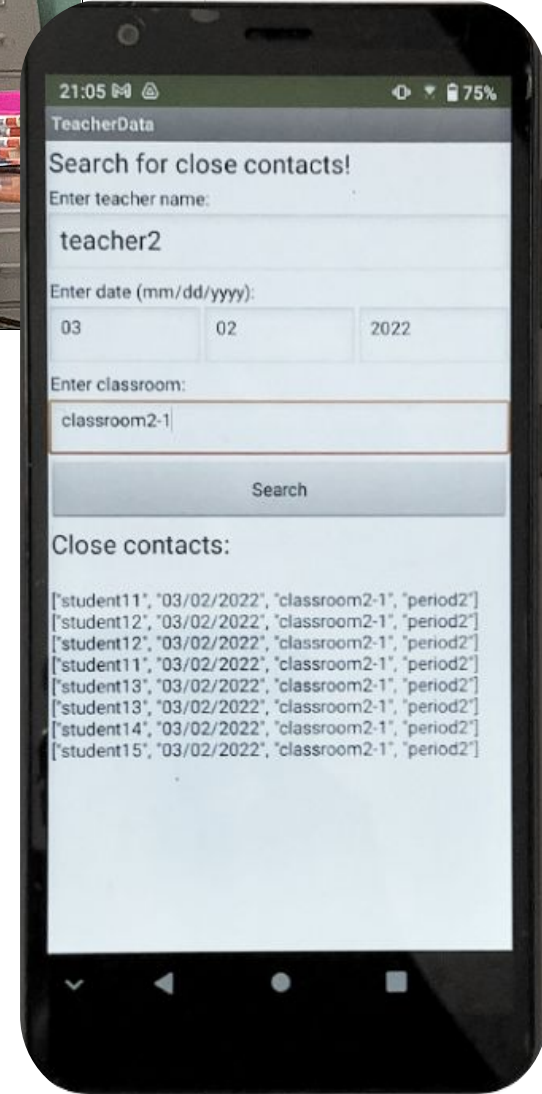 21:05 75%
TeacherData
Search for close contacts!
Enter teacher name:
teacher2
Enter date (mm/dd/yyyy):
03 02 2022
Enter classroom:
classroom2-1
Search
Close contacts:
["student11", "03/02/2022", "classroom2-1", "period2"]
["student12", "03/02/2022", "classroom2-1", "period2"]
["student12", "03/02/2022", "classroom2-1", "period2"]
["student11", "03/02/2022", "classroom2-1", "period2"]
["student13", "03/02/2022", "classroom2-1", "period2"]
["student13", "03/02/2022", "classroom2-1", "period2"]
["student14", "03/02/2022", "classroom2-1", "period2"]
["student15", "03/02/2022", "classroom2-1", "period2"]